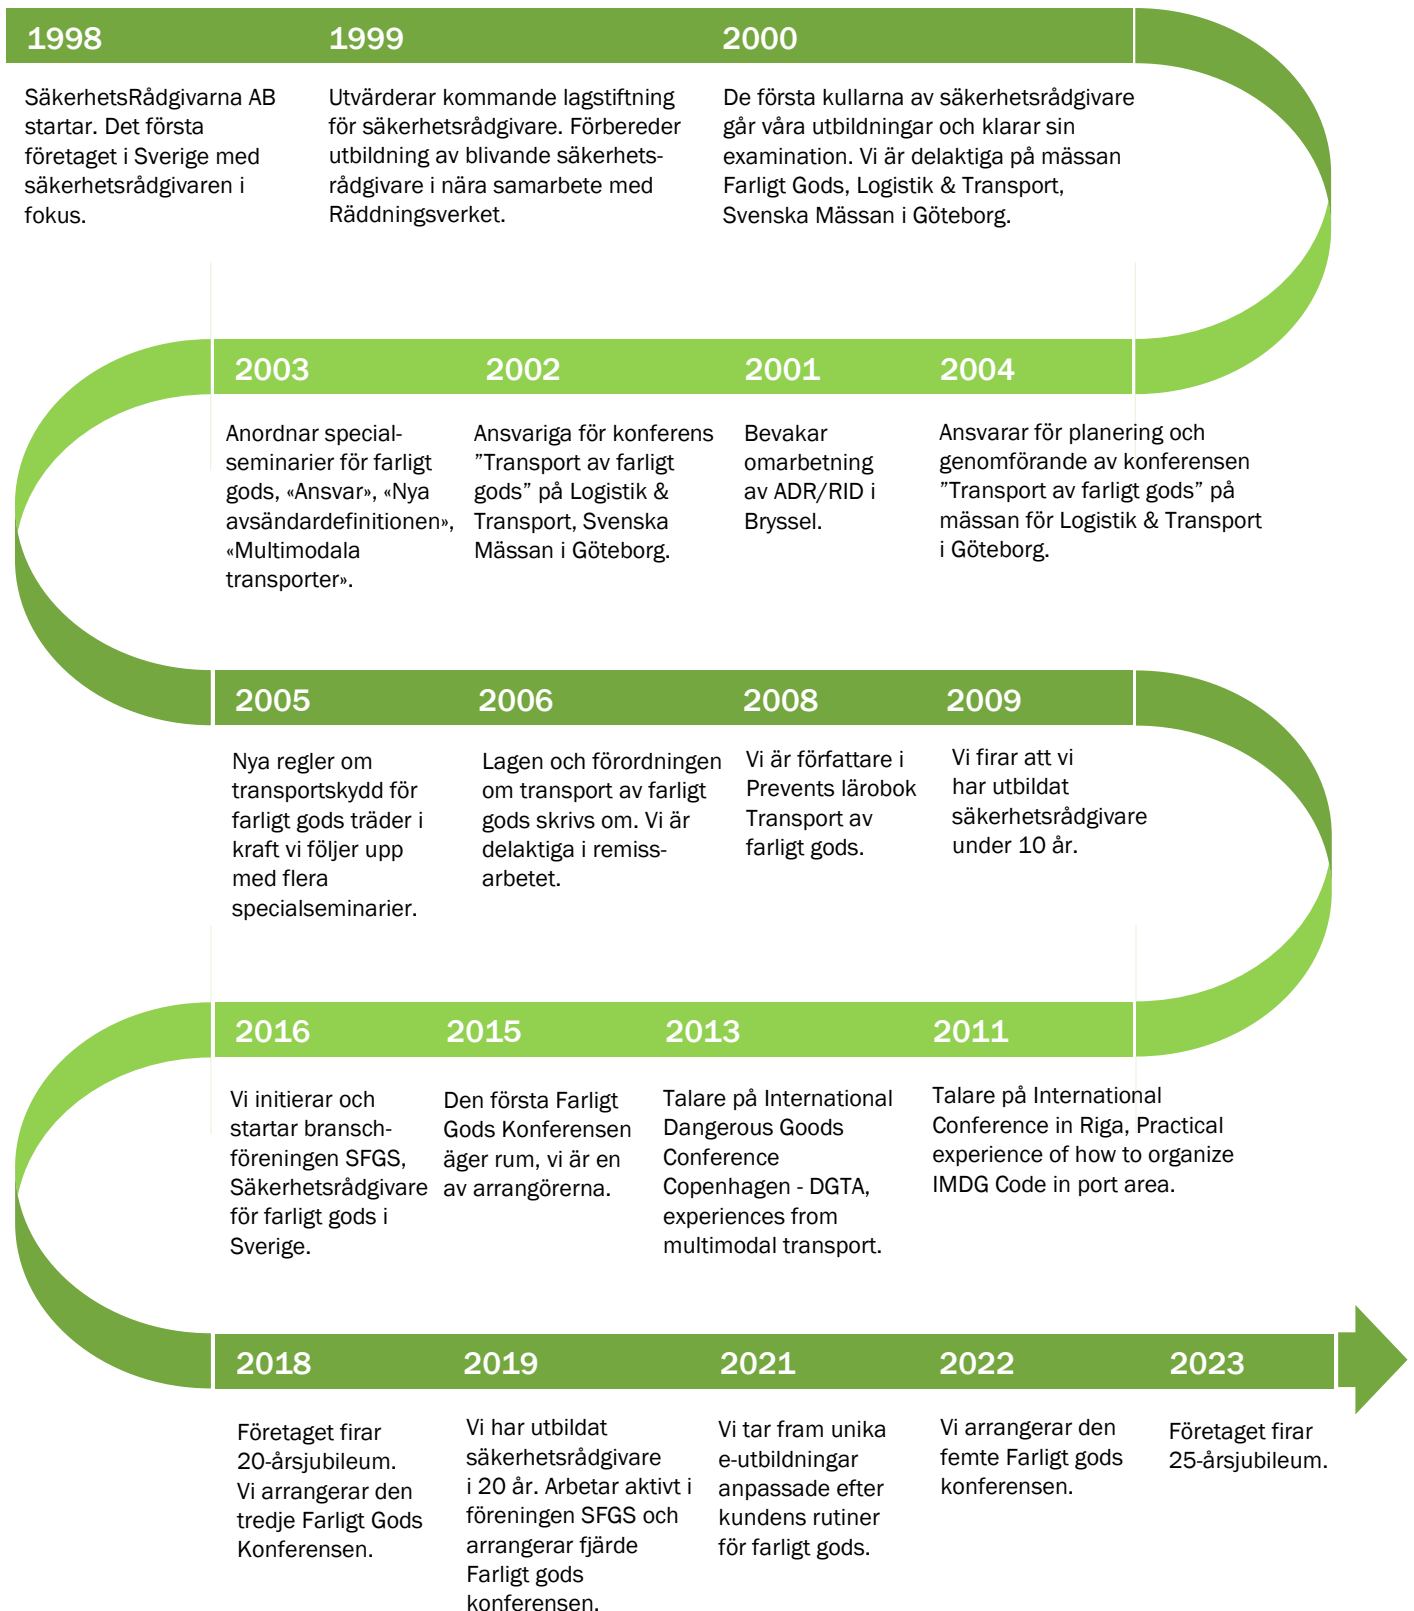 1998
SäkerhetsRådgivarna AB
startar. Det första
företaget i Sverige med
säkerhetsrådgivaren i
fokus.
1999
Utvärderar kommande lagstiftning
för säkerhetsrådgivare. Förbereder
utbildning av blivande säkerhets-
rådgivare i nära samarbete med
Räddningsverket.
2000
De första kullarna av säkerhetsrådgivare
går våra utbildningar och klarar sin
examination. Vi är delaktiga på mässan
Farligt Gods, Logistik & Transport,
Svenska Mässan i Göteborg.
2003
Anordnar special-
seminarier för farligt
gods, «Ansvar», «Nya
avsändardefinitionen»,
«Multimodala
transporter».
2002
Ansvariga för konferens
”Transport av farligt
gods” på Logistik &
Transport, Svenska
Mässan i Göteborg.
2001
Bevakar
omarbetning
av ADR/RID i
Bryssel.
2004
Ansvarar för planering och
genomförande av konferensen
”Transport av farligt gods” på
mässan för Logistik & Transport
i Göteborg.
2005
Nya regler om
transportskydd för
farligt gods träder i
kraft vi följer upp
med flera
specialseminarier.
2006
Lagen och förordningen
om transport av farligt
gods skrivs om. Vi är
delaktiga i remiss-
arbetet.
2008
Vi är författare i
Prevents lärobok
Transport av
farligt gods.
2009
Vi firar att vi
har utbildat
säkerhetsrådgivare
under 10 år.
2016
Vi initierar och
startar bransch-
föreningen SFGS,
Säkerhetsrådgivare
för farligt gods i
Sverige.
2015
Den första Farligt
Gods Konferensen
äger rum, vi är en
av arrangörerna.
2013
Talare på International
Dangerous Goods
Conference
Copenhagen - DGTA,
experiences from
multimodal transport.
2011
Talare på International
Conference in Riga, Practical
experience of how to organize
IMDG Code in port area.
2018
Företaget firar
20-årsjubileum.
Vi arrangerar den
tredje Farligt Gods
Konferensen.
2019
Vi har utbildat
säkerhetsrådgivare
i 20 år. Arbetar aktivt i
föreningen SFGS och
arrangerar fjärde
Farligt gods
konferensen.
2021
Vi tar fram unika
e-utbildningar
anpassade efter
kundens rutiner
för farligt gods.
2022
Vi arrangerar den
femte Farligt gods
konferensen.
2023
Företaget firar
25-årsjubileum.